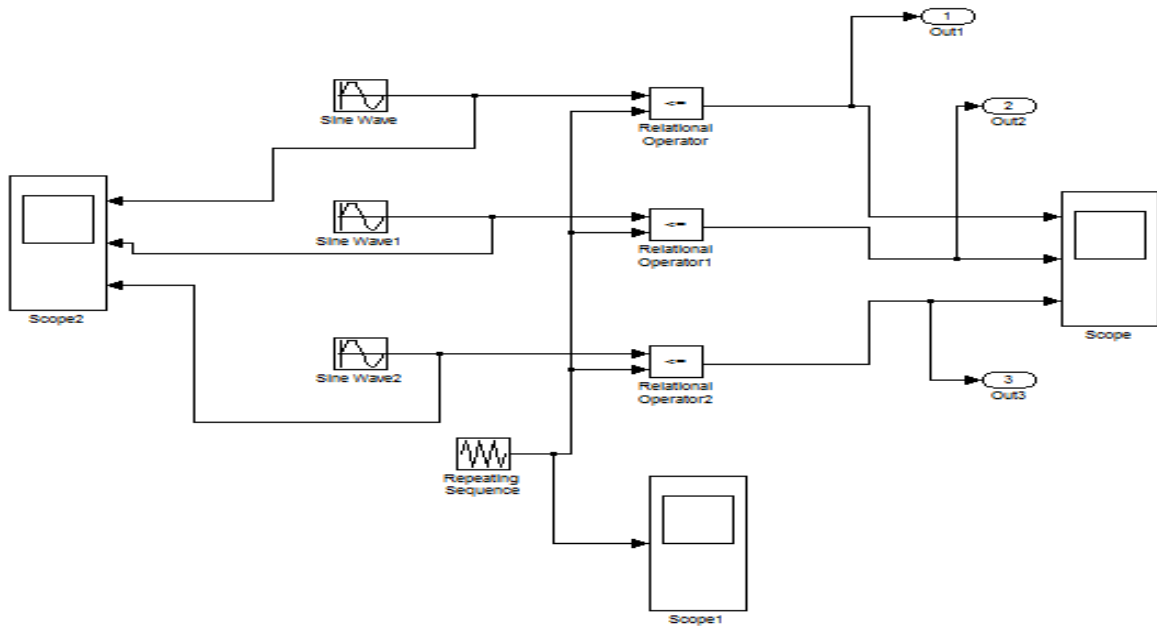 1
Out1
Sine Wave
<=
Relational
Operator
2
Out2
Sine Wave1
<=
Relational
Operator1
Scope2
Scope
Sine Wave2
<=
Relational
Operator2
3
Out3
Repeating
Sequence
Scope1